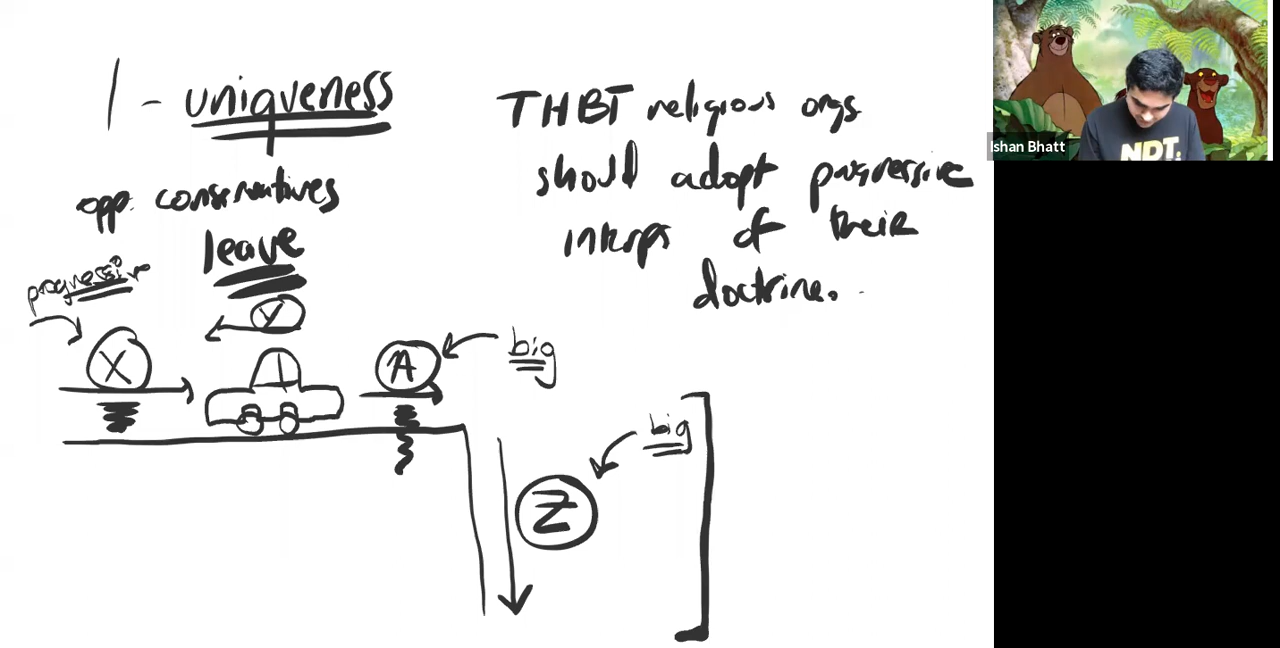 1 - uniqueness
opp: conservatives
leave
progressive
X
Y
A
big
Z
big
THBT religious orgs
should adopt progressive
interps of their
doctrine.
Ishan Bhatt
NDT.